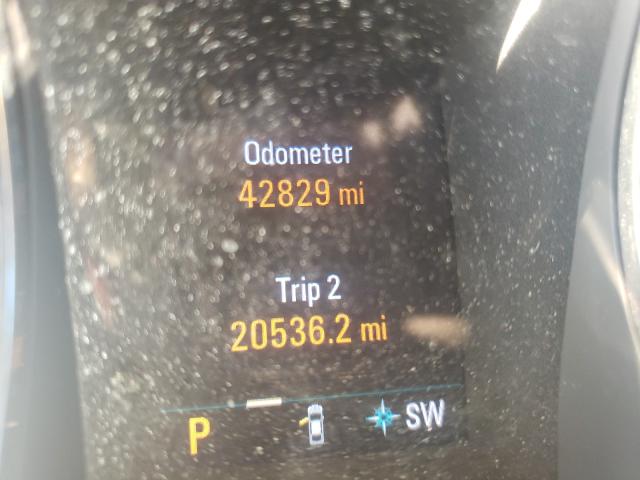 Odometer
42829 mi
Trip 2
20536.2 mi
P SW